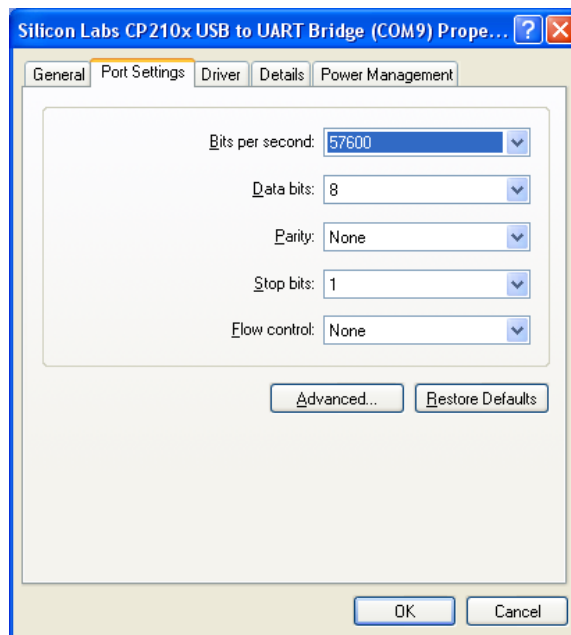 Silicon Labs CP210x USB to UART Bridge (COM9) Prope... ?
General Port Settings Driver Details Power Management
Bits per second: 57600
Data bits: 8
Parity: None
Stop bits: 1
Flow control: None
Advanced... Restore Defaults
OK Cancel